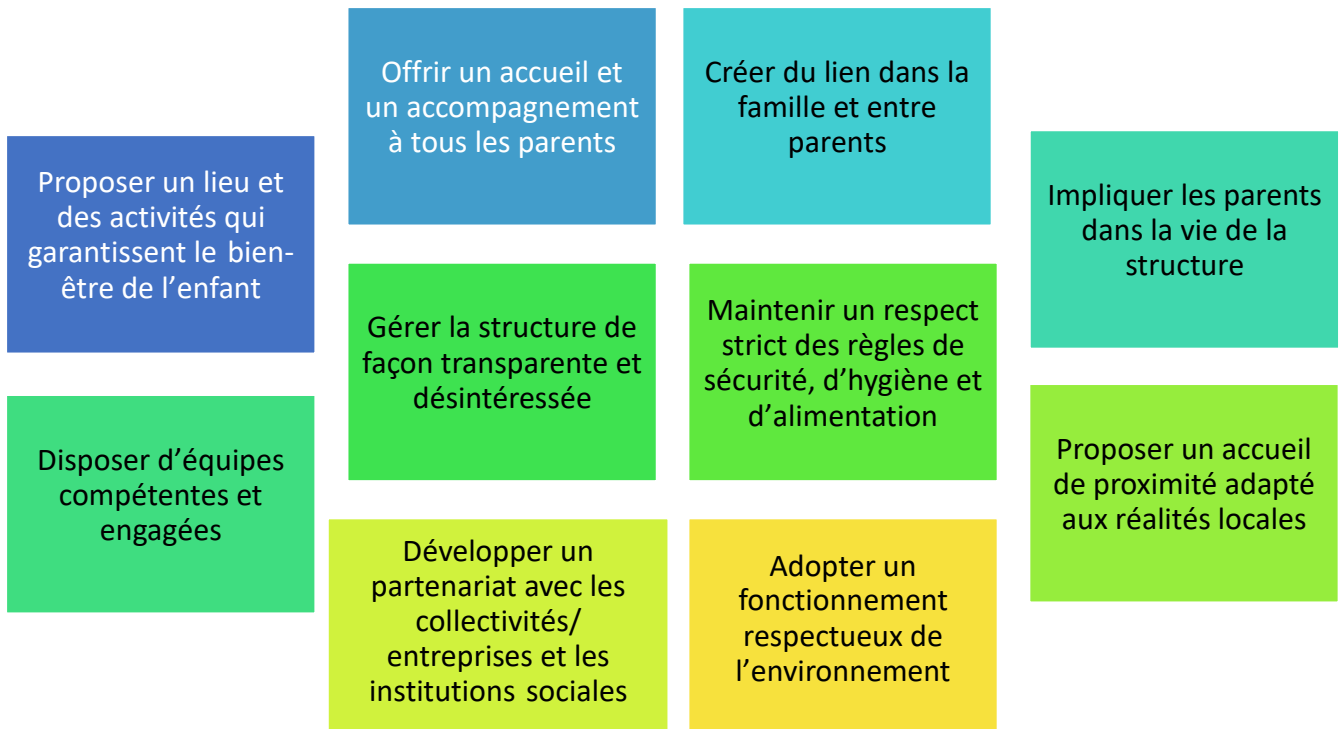 Offrir un accueil et
un accompagnement
à tous les parents
Créer du lien dans la
famille et entre
parents
Proposer un lieu et
des activités qui
garantissent le bien-
être de l’enfant
Impliquer les parents
dans la vie de la
structure
Gérer la structure de
façon transparente et
désintéressée
Maintenir un respect
strict des règles de
sécurité, d’hygiène et
d’alimentation
Disposer d’équipes
compétentes et
engagées
Proposer un accueil
de proximité adapté
aux réalités locales
Développer un
partenariat avec les
collectivités/
entreprises et les
institutions sociales
Adopter un
fonctionnement
respectueux de
l’environnement